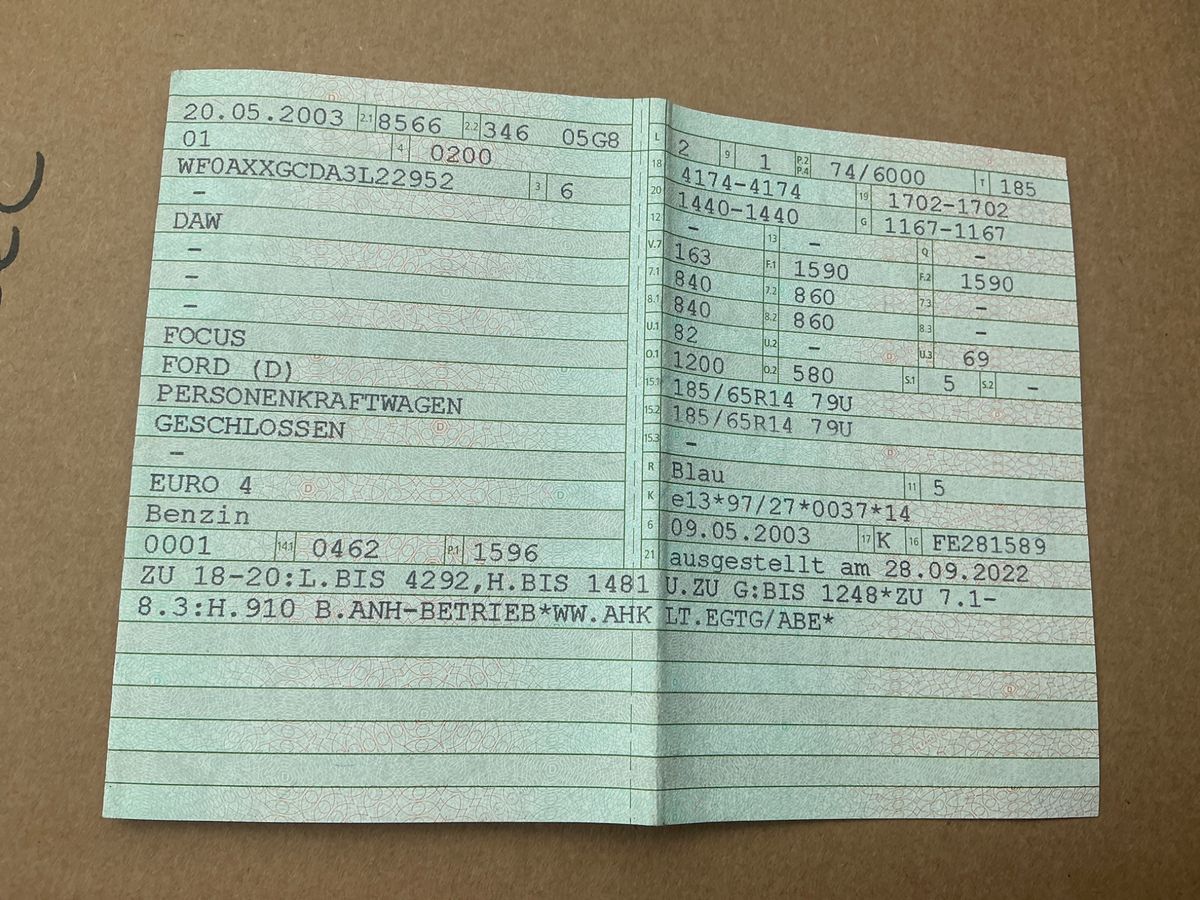 20.05.2003 2.1 8566 2.2 346 05G8
01 4 0200
WF0AXXGCDA3L22952 3 6
–
DAW
–
–
–
FOCUS
FORD (D)
PERSONENKRAFTWAGEN
GESCHLOSSEN
–
EURO 4
Benzin
0001 14.1 0462 P.1 1596
L 2 9 1 P.2 P.4 74/6000 T 185
18 4174-4174 19 1702-1702
20 1440-1440 G 1167-1167
12 – 13 – Q –
V.7 163 F.1 1590 F.2 1590
7.1 840 7.2 860 7.3 –
8.1 840 8.2 860 8.3 –
U.1 82 U.2 – U.3 69
O.1 1200 O.2 580 S.1 5 S.2 –
15.1 185/65R14 79U
15.2 185/65R14 79U
15.3 –
R Blau 11 5
K e13*97/27*0037*14
6 09.05.2003 17 K 16 FE281589
21 ausgestellt am 28.09.2022
ZU 18-20:L.BIS 4292,H.BIS 1481 U.ZU G:BIS 1248*ZU 7.1-
8.3:H.910 B.ANH-BETRIEB*WW.AHK LT.EGTG/ABE*